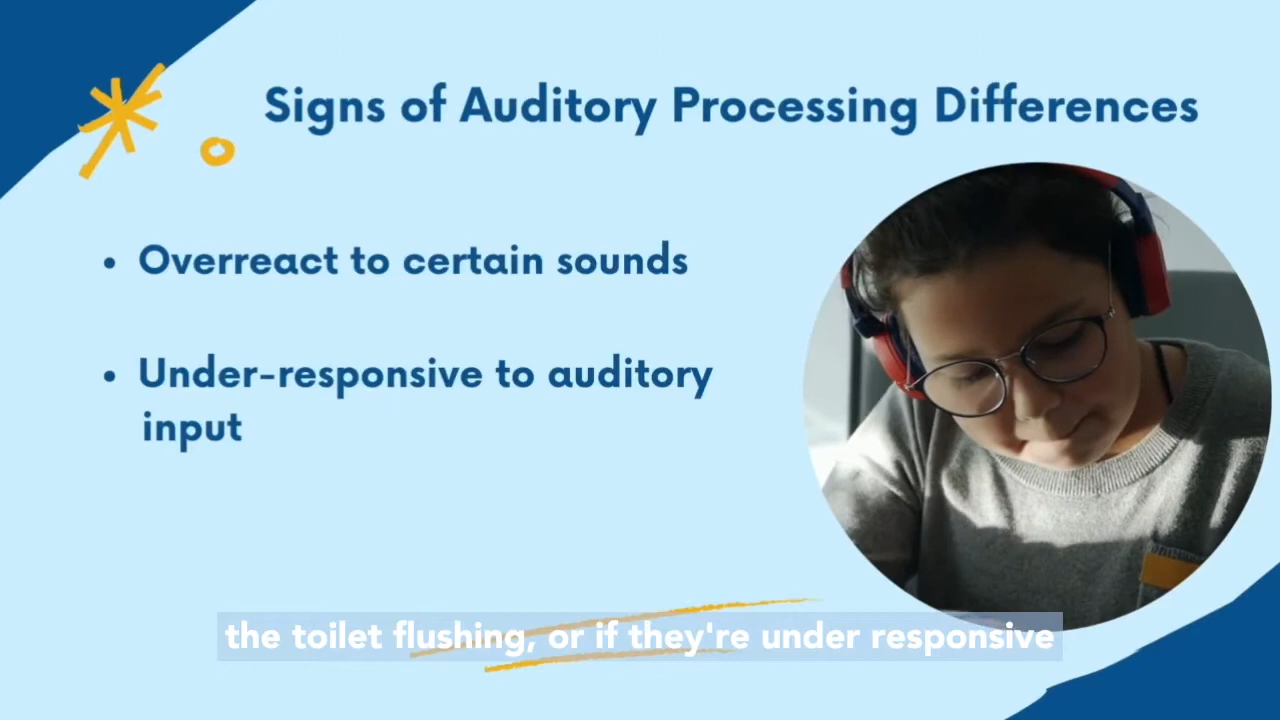 Signs of Auditory Processing Differences
• Overreact to certain sounds
• Under-responsive to auditory
input
the toilet flushing, or if they're under responsive